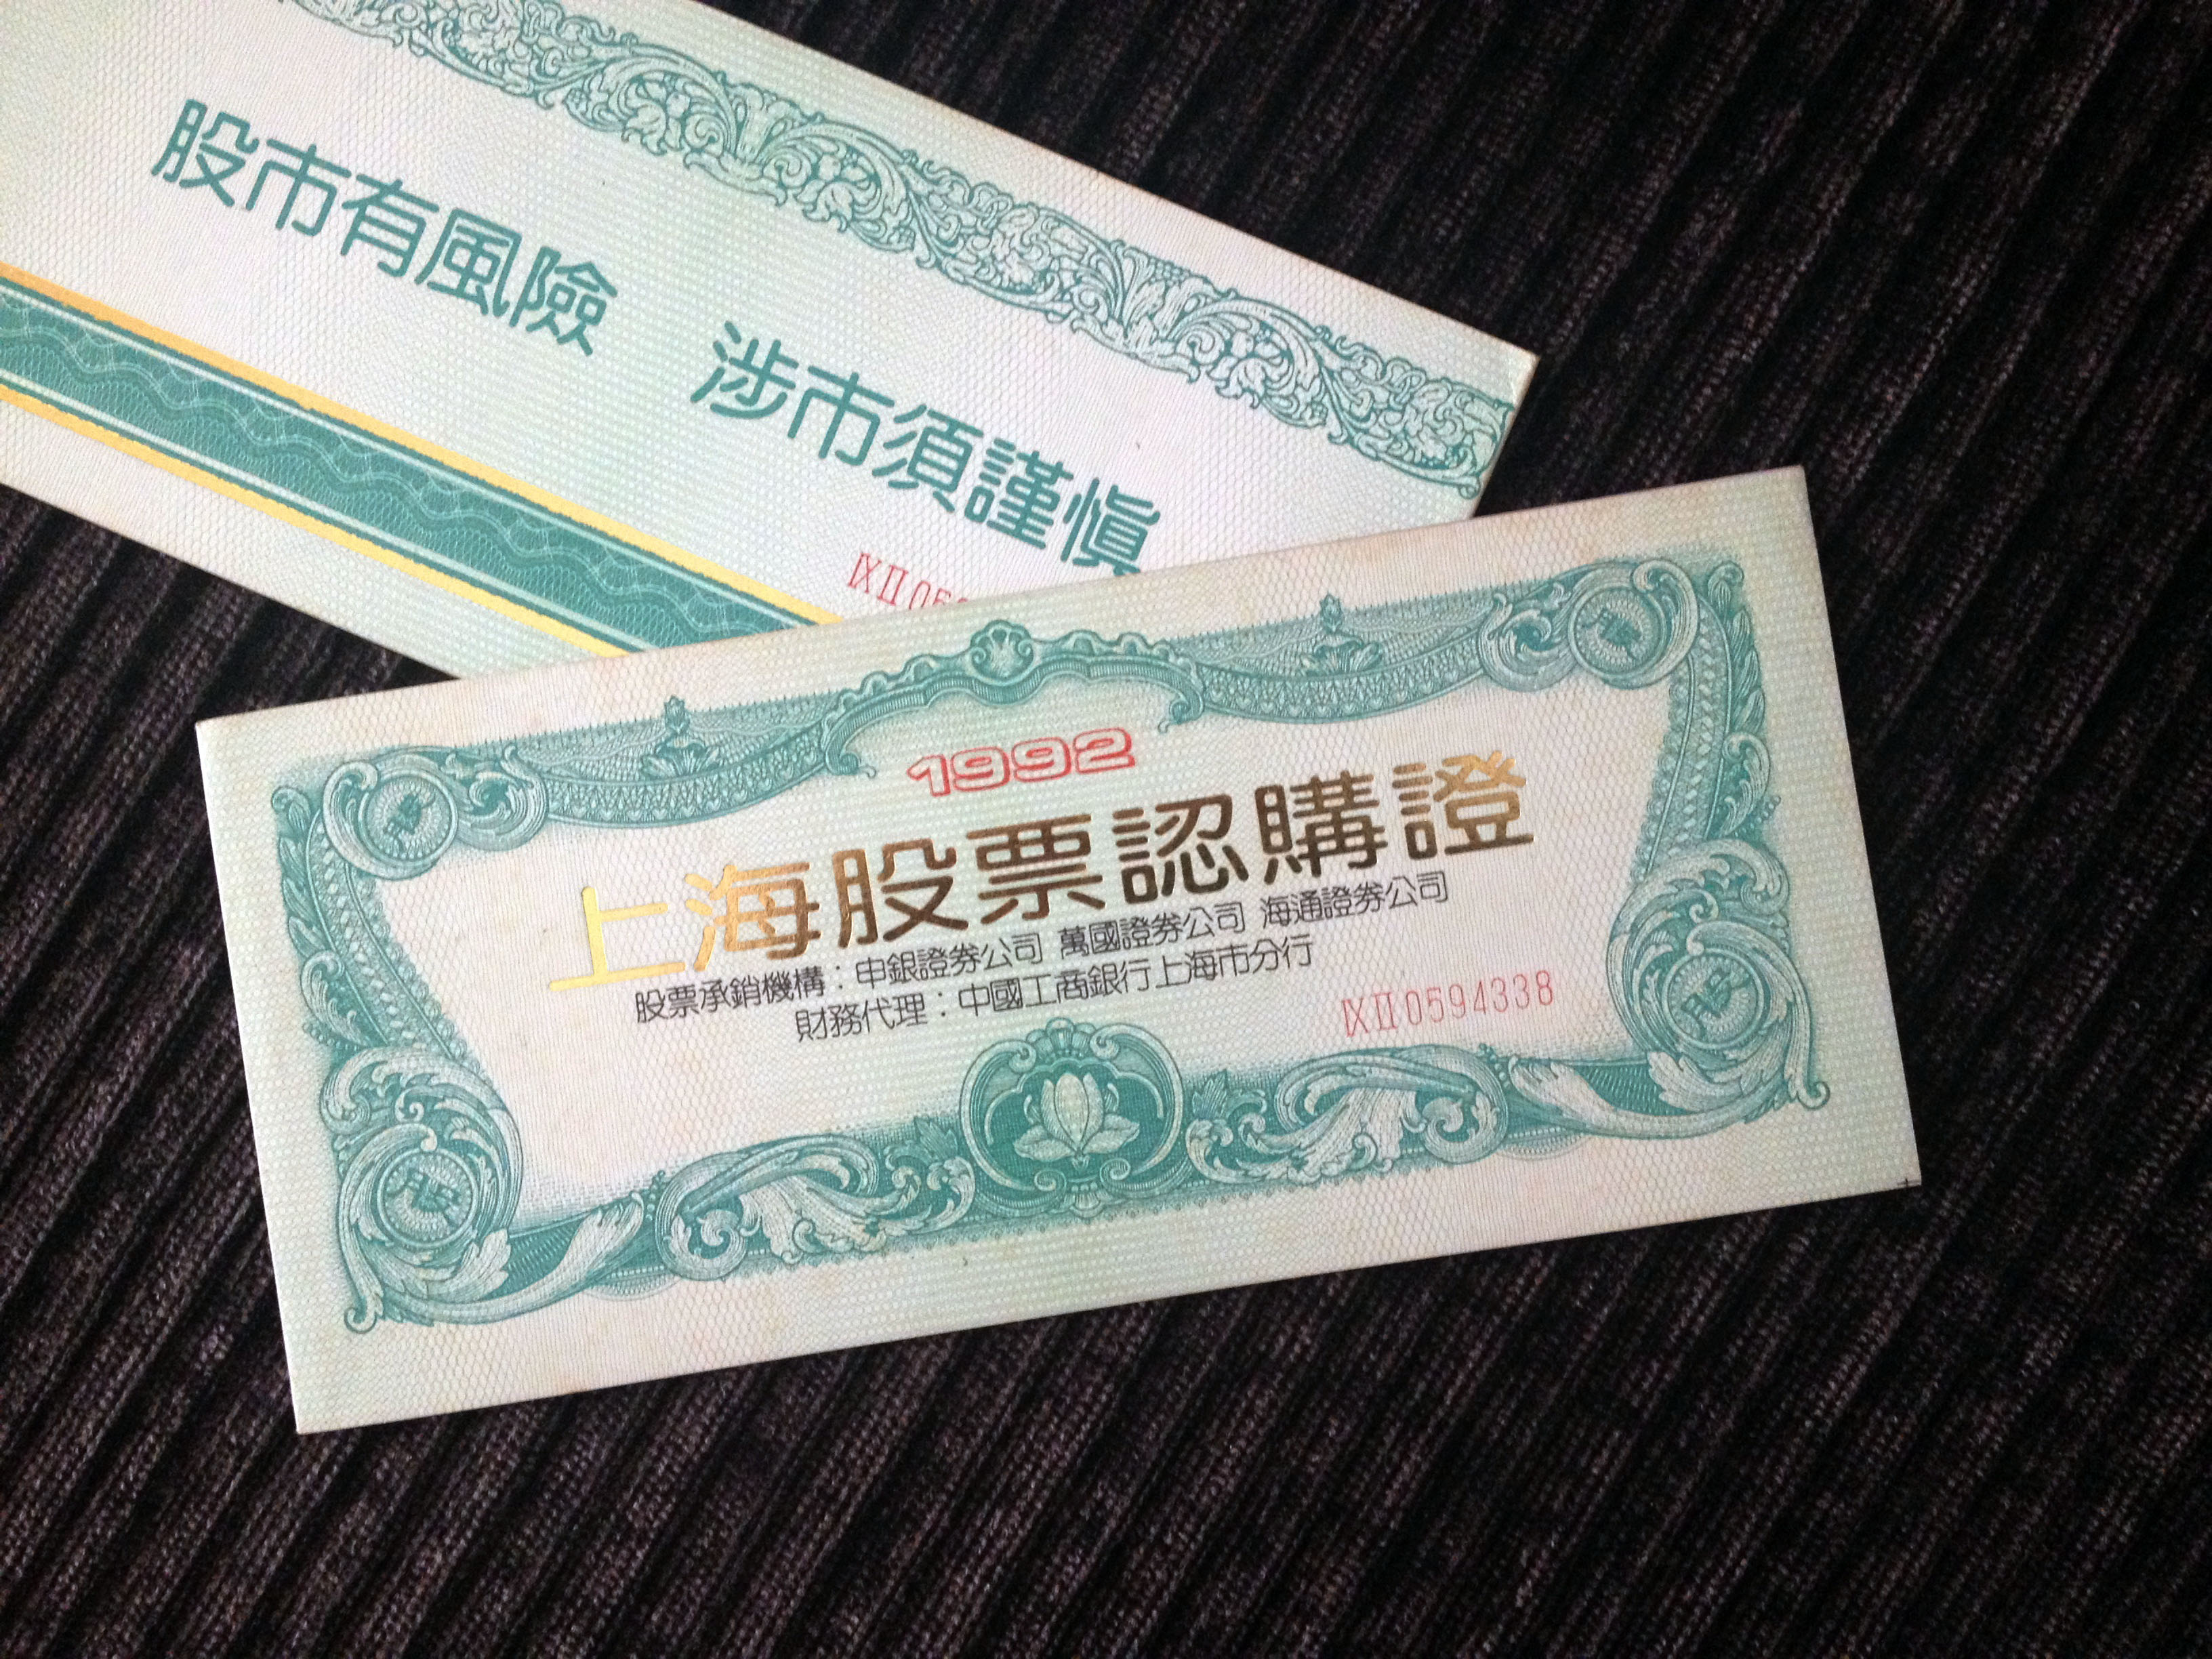 股市有風險 涉市須謹慎
ⅨⅡ05
1992
上海股票認購證
股票承銷機構：申銀證券公司 萬國證券公司 海通證券公司
財務代理：中國工商銀行上海市分行
ⅨⅡ0594338